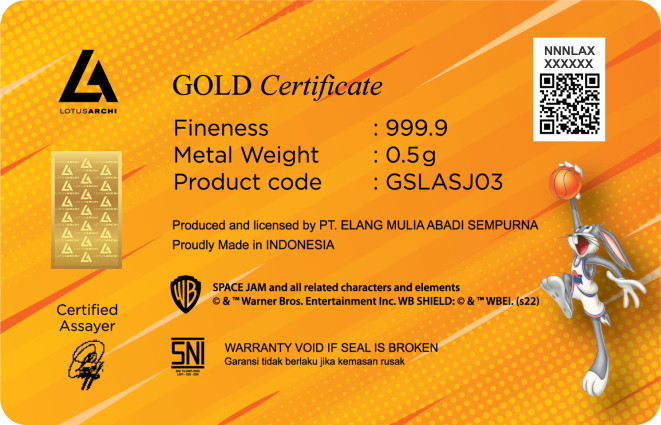 NNNLAX
XXXXXX
LOTUSARCHI
GOLD Certificate
Fineness : 999.9
Metal Weight : 0.5g
Product code : GSLASJ03
Produced and licensed by PT. ELANG MULIA ABADI SEMPURNA
Proudly Made in INDONESIA
WB
SPACE JAM and all related characters and elements
© & ™ Warner Bros. Entertainment Inc. WB SHIELD: © & ™ WBEI. (s22)
Certified
Assayer
SNI
WARRANTY VOID IF SEAL IS BROKEN
Garansi tidak berlaku jika kemasan rusak